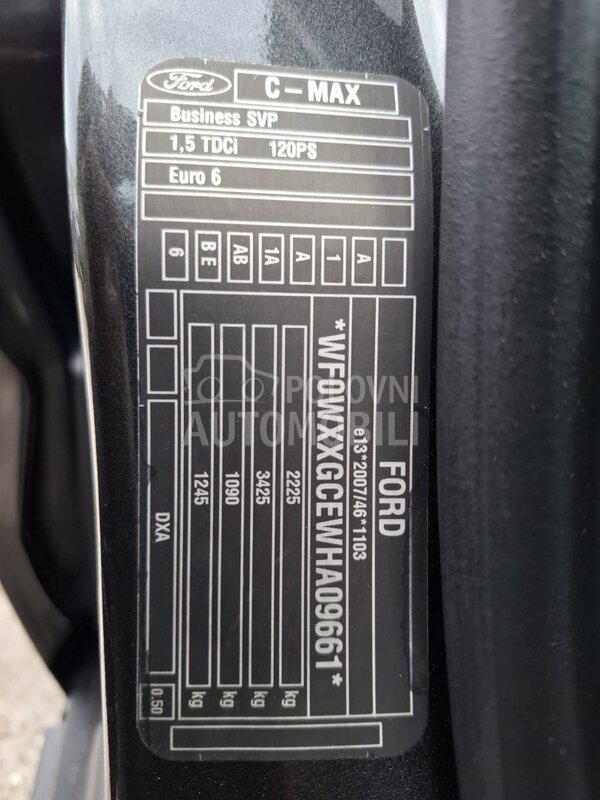 Ford
C-MAX
Business SVP
1,5 TDCi 120PS
Euro 6
A
1
A
1A
AB
B E
6
FORD
e13*2007/46*1103
*WF0WXXGCEWHA09661*
2225 kg
3425 kg
1090 kg
1245 kg
DXA
0.50
POLOVNI
AUTOMOBILI